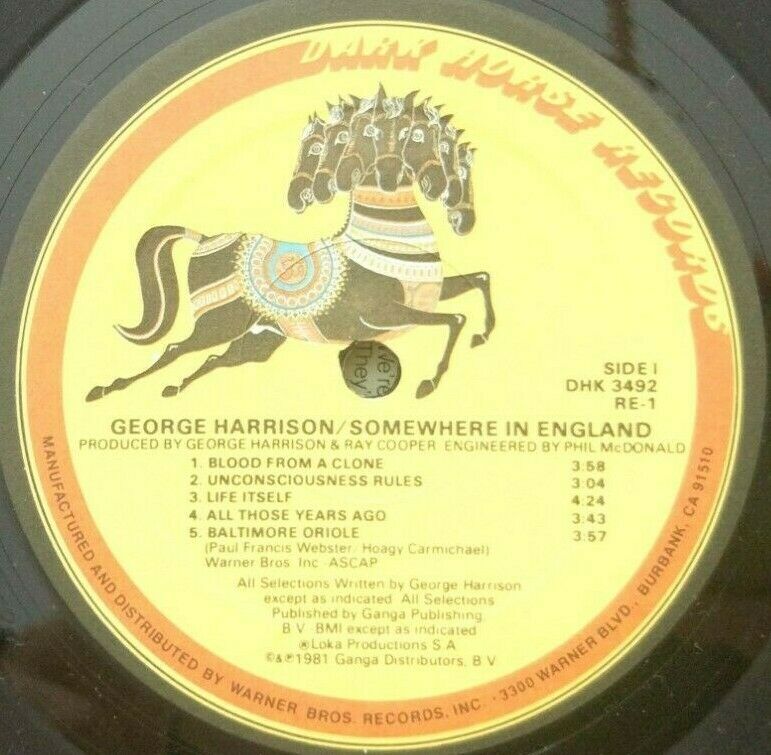 DARK HORSE RECORDS
SIDE I
DHK 3492
RE-1
We're
They'
GEORGE HARRISON/SOMEWHERE IN ENGLAND
PRODUCED BY GEORGE HARRISON & RAY COOPER ENGINEERED BY PHIL McDONALD
1. BLOOD FROM A CLONE 3:58
2. UNCONSCIOUSNESS RULES 3:04
3. LIFE ITSELF 4:24
4. ALL THOSE YEARS AGO 3:43
5. BALTIMORE ORIOLE 3:57
(Paul Francis Webster/Hoagy Carmichael)
Warner Bros. Inc.-ASCAP
All Selections Written by George Harrison
except as indicated. All Selections
Published by Ganga Publishing
B.V. BMI except as indicated
℗Loka Productions S.A.
©&℗1981 Ganga Distributors, B.V.
MANUFACTURED AND DISTRIBUTED BY WARNER BROS. RECORDS, INC. · 3300 WARNER BLVD., BURBANK, CA 91510